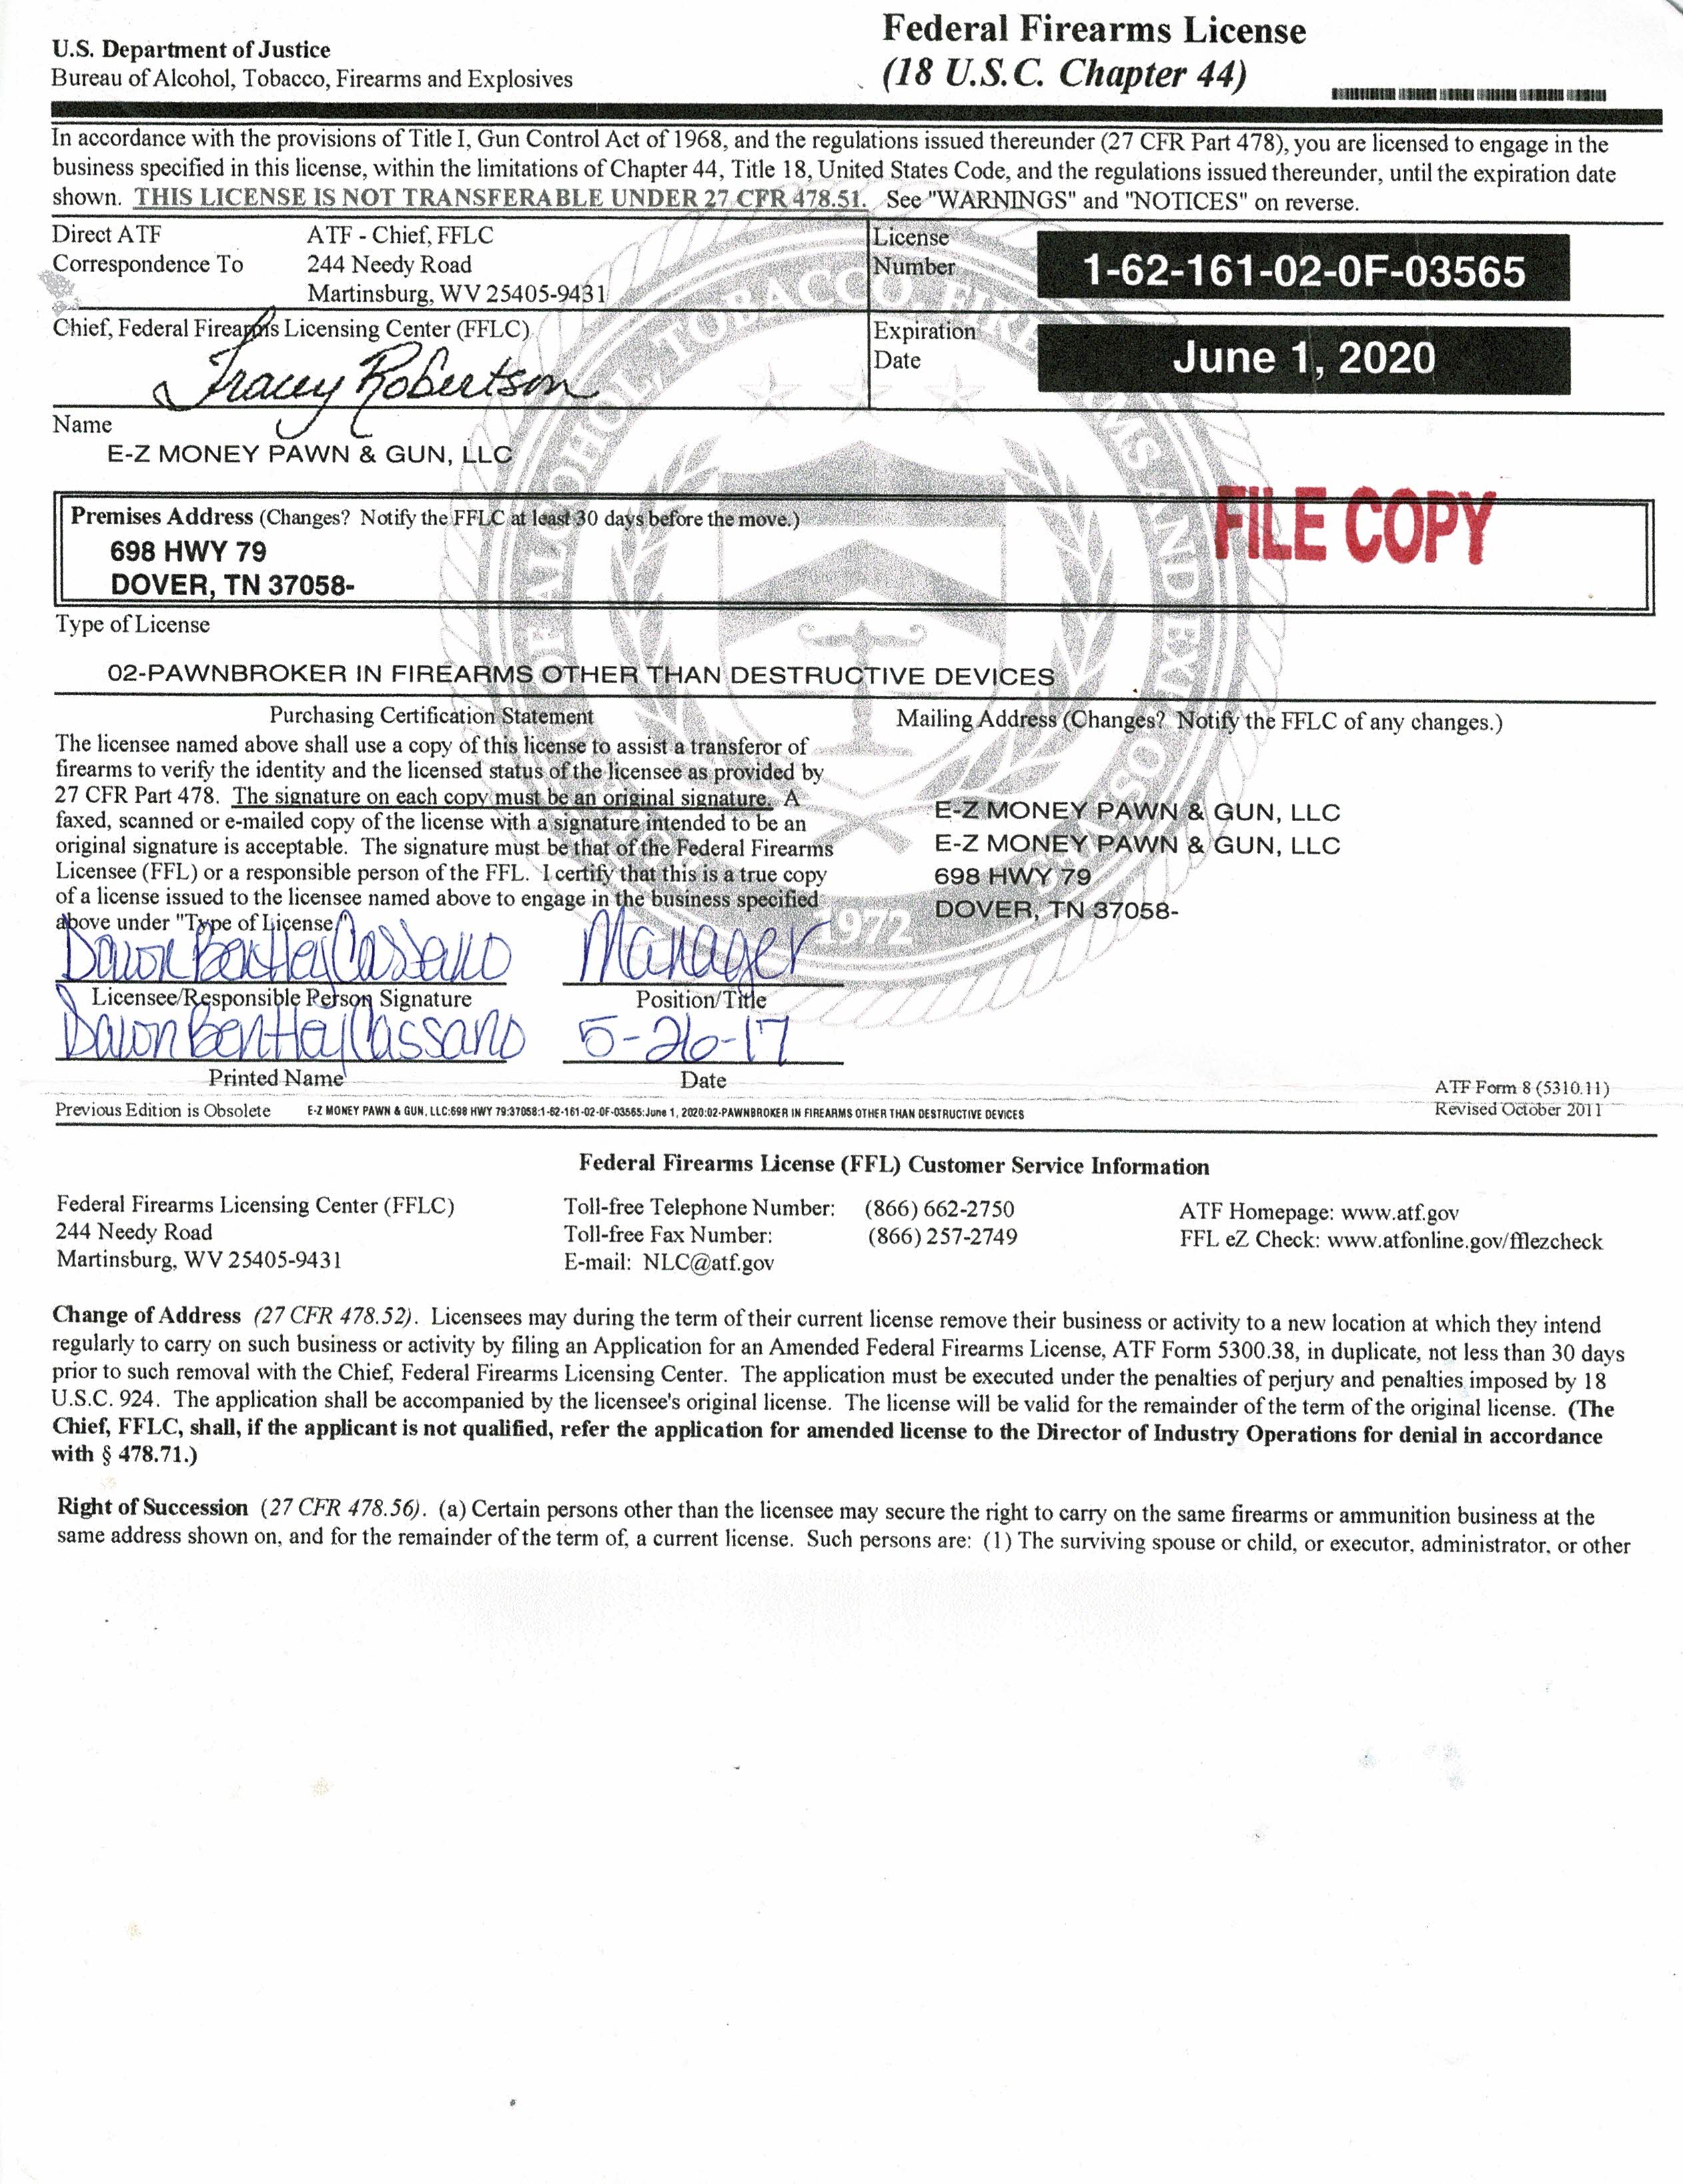 U.S. Department of Justice
Bureau of Alcohol, Tobacco, Firearms and Explosives
Federal Firearms License
(18 U.S.C. Chapter 44)
In accordance with the provisions of Title I, Gun Control Act of 1968, and the regulations issued thereunder (27 CFR Part 478), you are licensed to engage in the
business specified in this license, within the limitations of Chapter 44, Title 18, United States Code, and the regulations issued thereunder, until the expiration date
shown. THIS LICENSE IS NOT TRANSFERABLE UNDER 27 CFR 478.51. See "WARNINGS" and "NOTICES" on reverse.
Direct ATF
Correspondence To
ATF - Chief, FFLC
244 Needy Road
Martinsburg, WV 25405-9431
License
Number
1-62-161-02-0F-03565
Chief, Federal Firearms Licensing Center (FFLC)
Tracey Robertson
Expiration
Date
June 1, 2020
Name
E-Z MONEY PAWN & GUN, LLC
Premises Address (Changes? Notify the FFLC at least 30 days before the move.)
698 HWY 79
DOVER, TN 37058-
FILE COPY
Type of License
02-PAWNBROKER IN FIREARMS OTHER THAN DESTRUCTIVE DEVICES
Purchasing Certification Statement
The licensee named above shall use a copy of this license to assist a transferor of
firearms to verify the identity and the licensed status of the licensee as provided by
27 CFR Part 478. The signature on each copy must be an original signature. A
faxed, scanned or e-mailed copy of the license with a signature intended to be an
original signature is acceptable. The signature must be that of the Federal Firearms
Licensee (FFL) or a responsible person of the FFL. I certify that this is a true copy
of a license issued to the licensee named above to engage in the business specified
above under "Type of License."
Mailing Address (Changes? Notify the FFLC of any changes.)
E-Z MONEY PAWN & GUN, LLC
E-Z MONEY PAWN & GUN, LLC
698 HWY 79
DOVER, TN 37058-
1972
Dawn Bentley Cassano
Manager
Licensee/Responsible Person Signature
Position/Title
Dawn Bentley Cassano
5-26-17
Printed Name
Date
ATF Form 8 (5310.11)
Revised October 2011
Previous Edition is Obsolete
E-Z MONEY PAWN & GUN, LLC:698 HWY 79:37058:1-62-161-02-0F-03565:June 1, 2020:02-PAWNBROKER IN FIREARMS OTHER THAN DESTRUCTIVE DEVICES
Federal Firearms License (FFL) Customer Service Information
Federal Firearms Licensing Center (FFLC)
244 Needy Road
Martinsburg, WV 25405-9431
Toll-free Telephone Number: (866) 662-2750
Toll-free Fax Number: (866) 257-2749
E-mail: NLC@atf.gov
ATF Homepage: www.atf.gov
FFL eZ Check: www.atfonline.gov/fflezcheck
Change of Address (27 CFR 478.52). Licensees may during the term of their current license remove their business or activity to a new location at which they intend
regularly to carry on such business or activity by filing an Application for an Amended Federal Firearms License, ATF Form 5300.38, in duplicate, not less than 30 days
prior to such removal with the Chief, Federal Firearms Licensing Center. The application must be executed under the penalties of perjury and penalties imposed by 18
U.S.C. 924. The application shall be accompanied by the licensee's original license. The license will be valid for the remainder of the term of the original license. (The
Chief, FFLC, shall, if the applicant is not qualified, refer the application for amended license to the Director of Industry Operations for denial in accordance
with § 478.71.)
Right of Succession (27 CFR 478.56). (a) Certain persons other than the licensee may secure the right to carry on the same firearms or ammunition business at the
same address shown on, and for the remainder of the term of, a current license. Such persons are: (1) The surviving spouse or child, or executor, administrator, or other